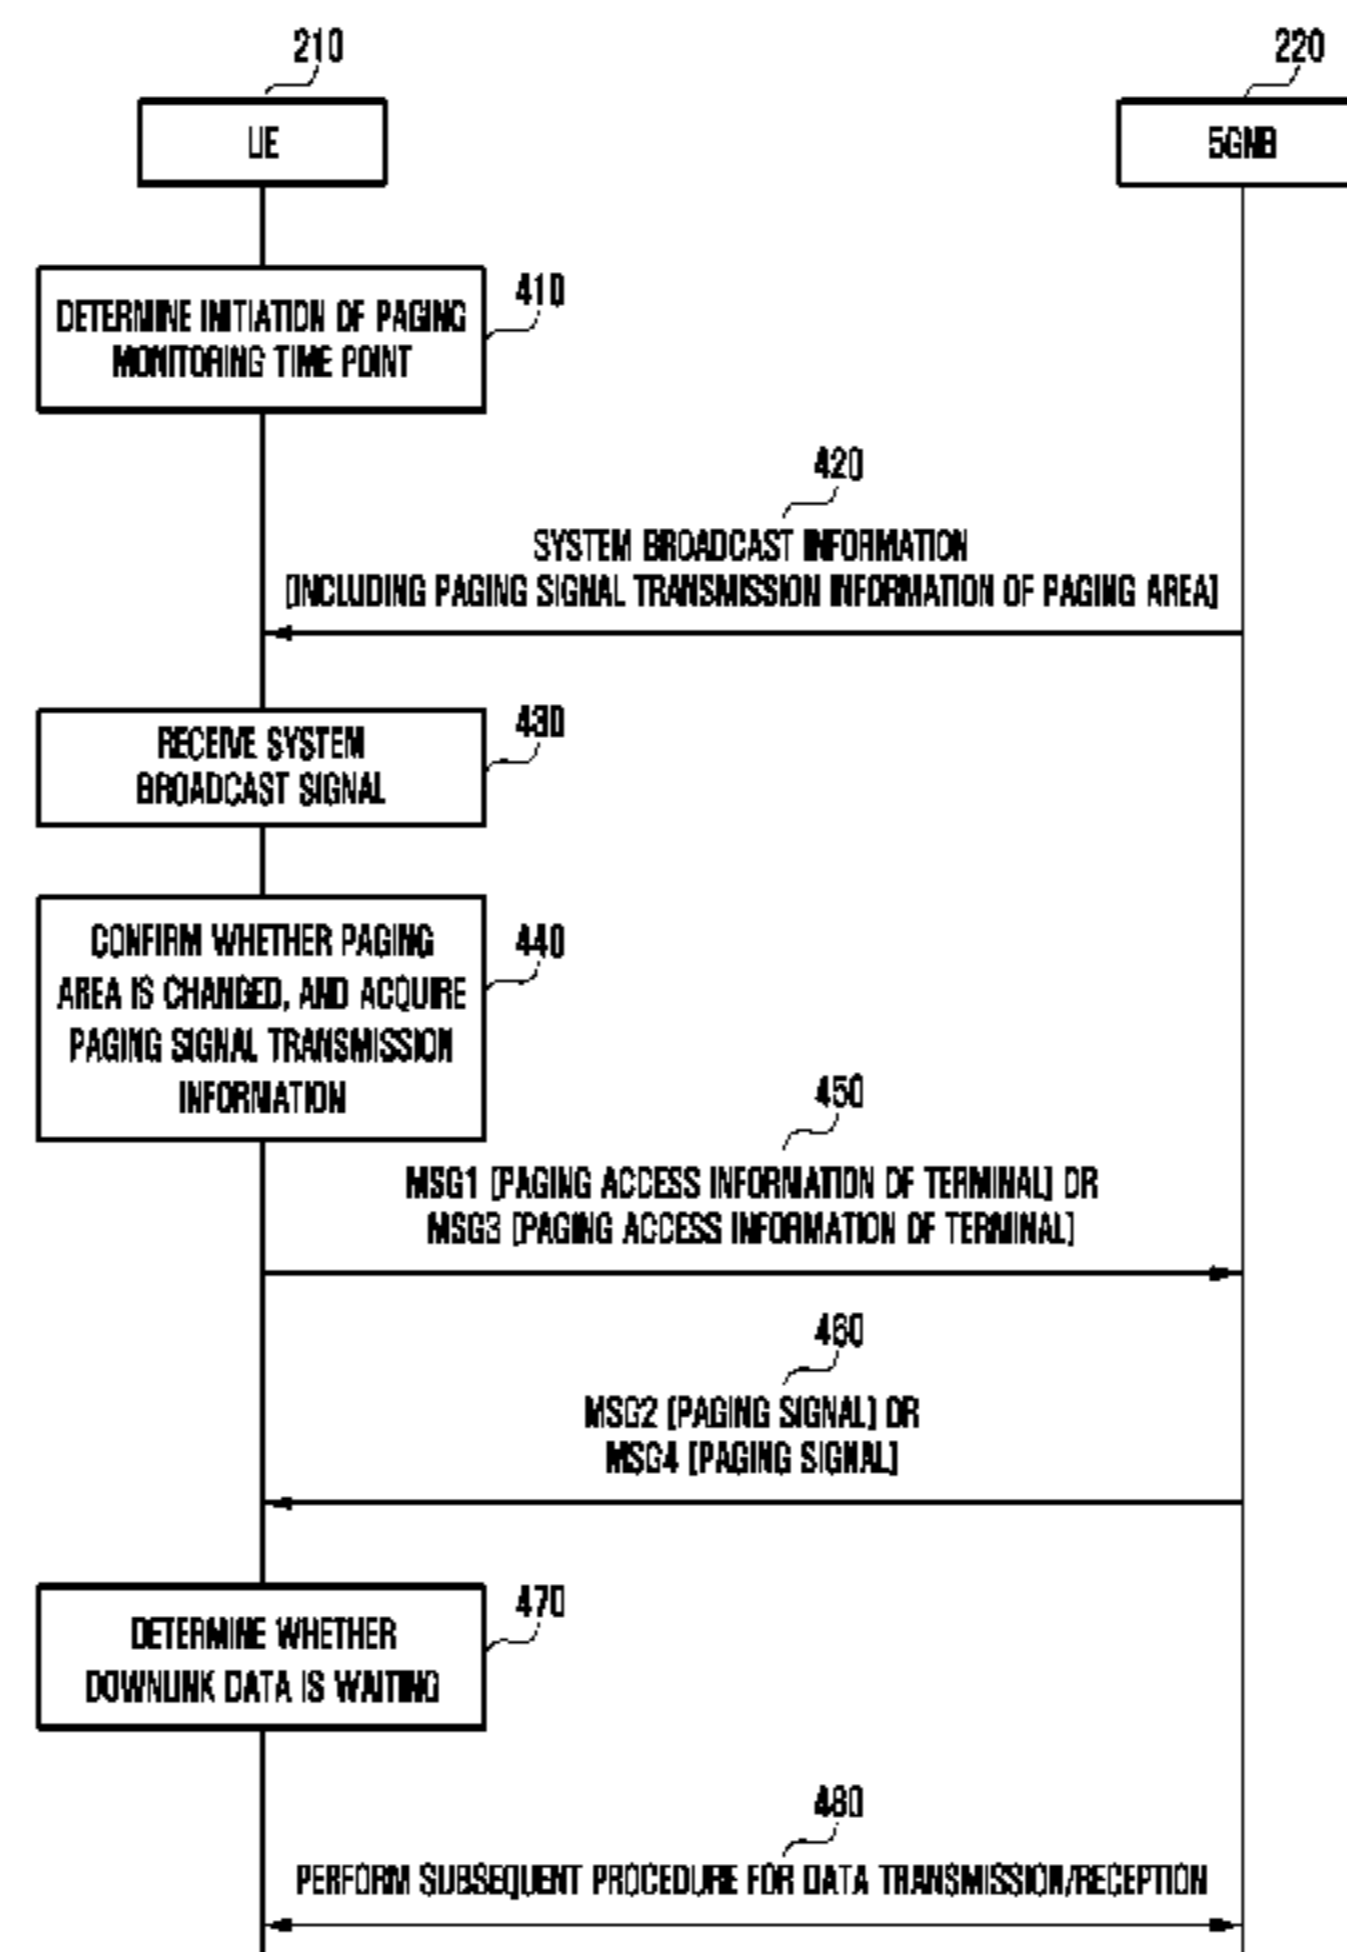 210
220
UE
5GNB
DETERMINE INITIATION OF PAGING
MONITORING TIME POINT
410
420
SYSTEM BROADCAST INFORMATION
[INCLUDING PAGING SIGNAL TRANSMISSION INFORMATION OF PAGING AREA]
RECEIVE SYSTEM
BROADCAST SIGNAL
430
CONFIRM WHETHER PAGING
AREA IS CHANGED, AND ACQUIRE
PAGING SIGNAL TRANSMISSION
INFORMATION
440
450
MSG1 [PAGING ACCESS INFORMATION OF TERMINAL] OR
MSG3 [PAGING ACCESS INFORMATION OF TERMINAL]
460
MSG2 [PAGING SIGNAL] OR
MSG4 [PAGING SIGNAL]
DETERMINE WHETHER
DOWNLINK DATA IS WAITING
470
480
PERFORM SUBSEQUENT PROCEDURE FOR DATA TRANSMISSION/RECEPTION